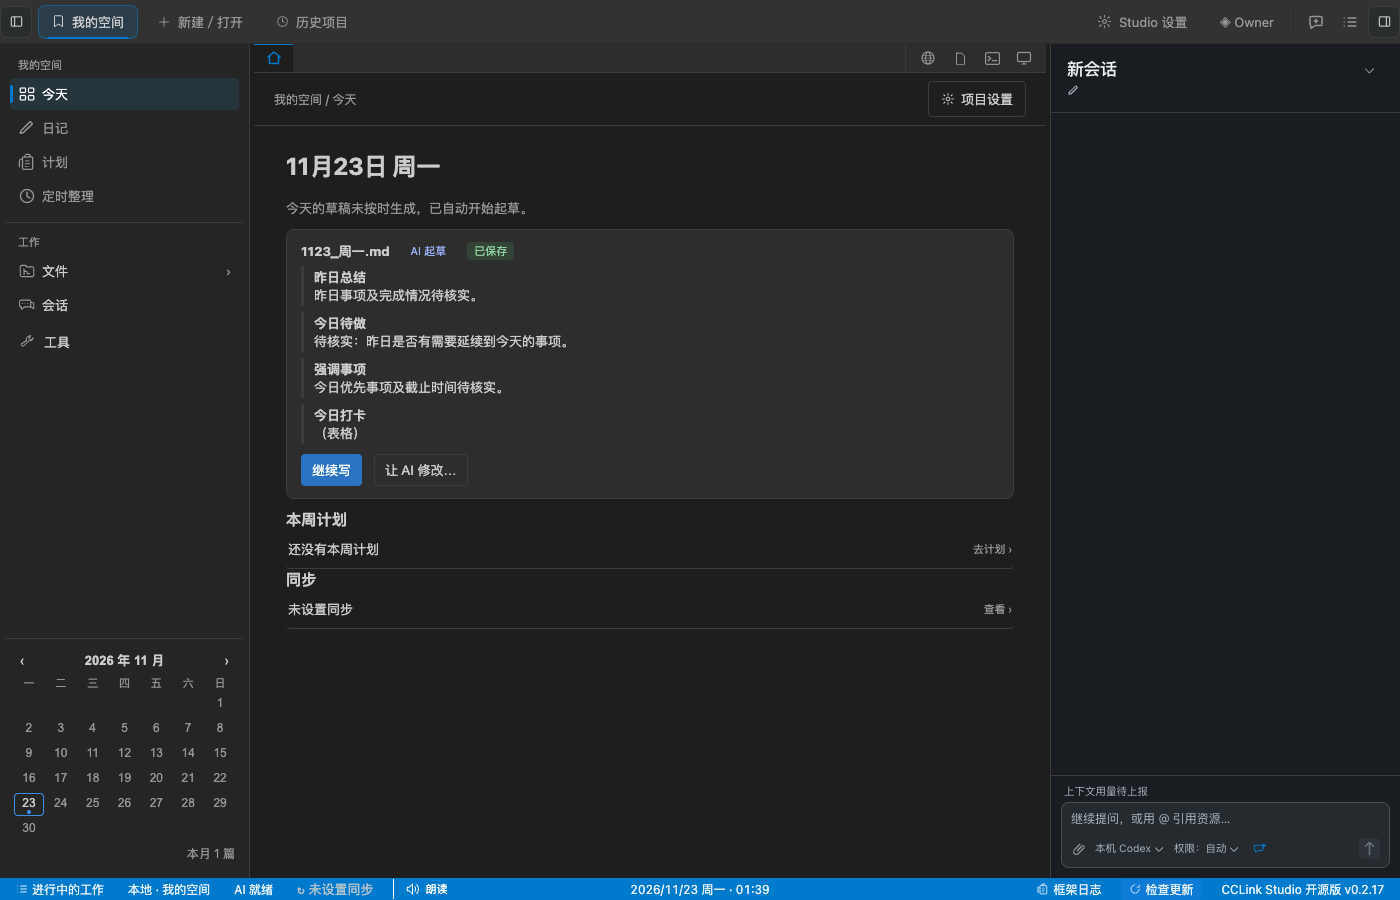 我的空间
新建 / 打开
历史项目
Studio 设置
Owner
我的空间
今天
日记
计划
定时整理
工作
文件
会话
工具
‹ 2026 年 11 月 ›
一 二 三 四 五 六 日
1
2 3 4 5 6 7 8
9 10 11 12 13 14 15
16 17 18 19 20 21 22
23 24 25 26 27 28 29
30
本月 1 篇
我的空间 / 今天
项目设置
11月23日 周一
今天的草稿未按时生成，已自动开始起草。
1123_周一.md AI 起草 已保存
昨日总结
昨日事项及完成情况待核实。
今日待做
待核实：昨日是否有需要延续到今天的事项。
强调事项
今日优先事项及截止时间待核实。
今日打卡
（表格）
继续写
让 AI 修改...
本周计划
还没有本周计划
去计划 ›
同步
未设置同步
查看 ›
新会话
上下文用量待上报
继续提问，或用 @ 引用资源...
本机 Codex
权限：自动
进行中的工作
本地 · 我的空间
AI 就绪
未设置同步
朗读
2026/11/23 周一 · 01:39
框架日志
检查更新
CCLink Studio 开源版 v0.2.17